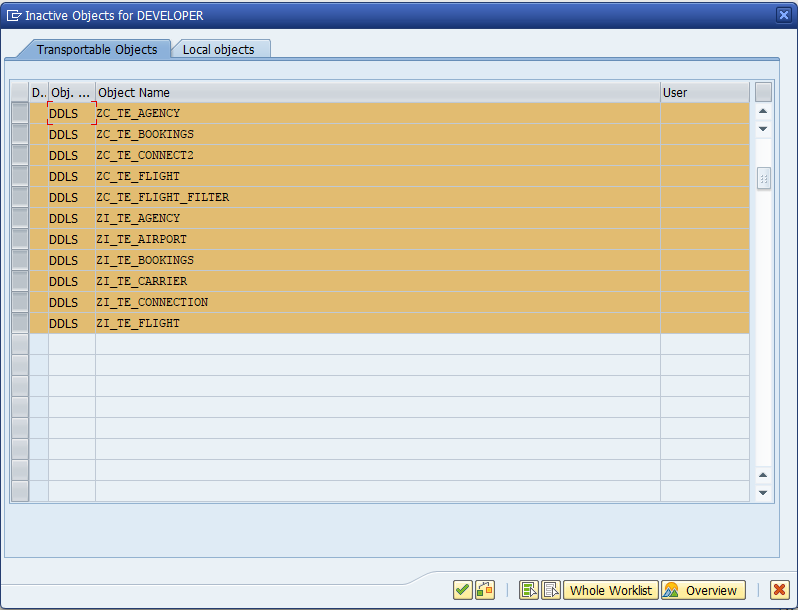 Inactive Objects for DEVELOPER
Transportable Objects Local objects
D.. Obj. ... Object Name User
DDLS ZC_TE_AGENCY
DDLS ZC_TE_BOOKINGS
DDLS ZC_TE_CONNECT2
DDLS ZC_TE_FLIGHT
DDLS ZC_TE_FLIGHT_FILTER
DDLS ZI_TE_AGENCY
DDLS ZI_TE_AIRPORT
DDLS ZI_TE_BOOKINGS
DDLS ZI_TE_CARRIER
DDLS ZI_TE_CONNECTION
DDLS ZI_TE_FLIGHT
Whole Worklist Overview